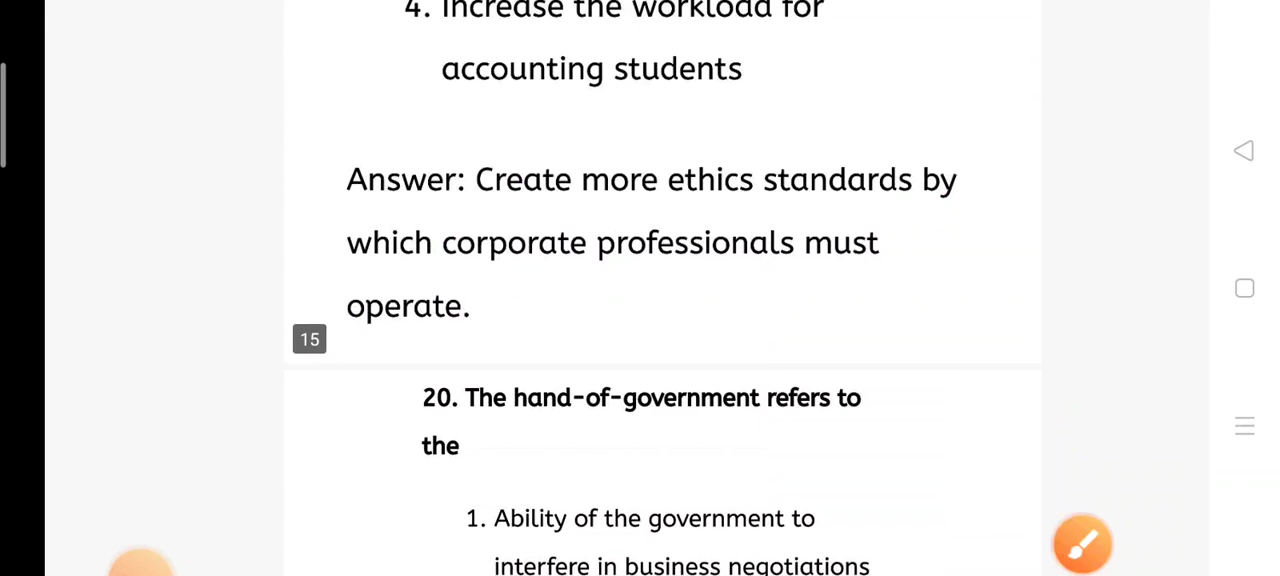 4. Increase the workload for
accounting students
Answer: Create more ethics standards by
which corporate professionals must
operate.
15
20. The hand-of-government refers to
the
1. Ability of the government to
interfere in business negotiations